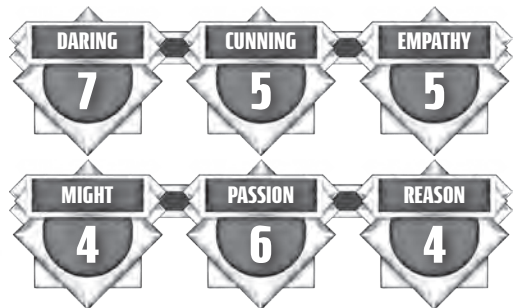 DARING CUNNING EMPATHY
7 5 5
MIGHT PASSION REASON
4 6 4